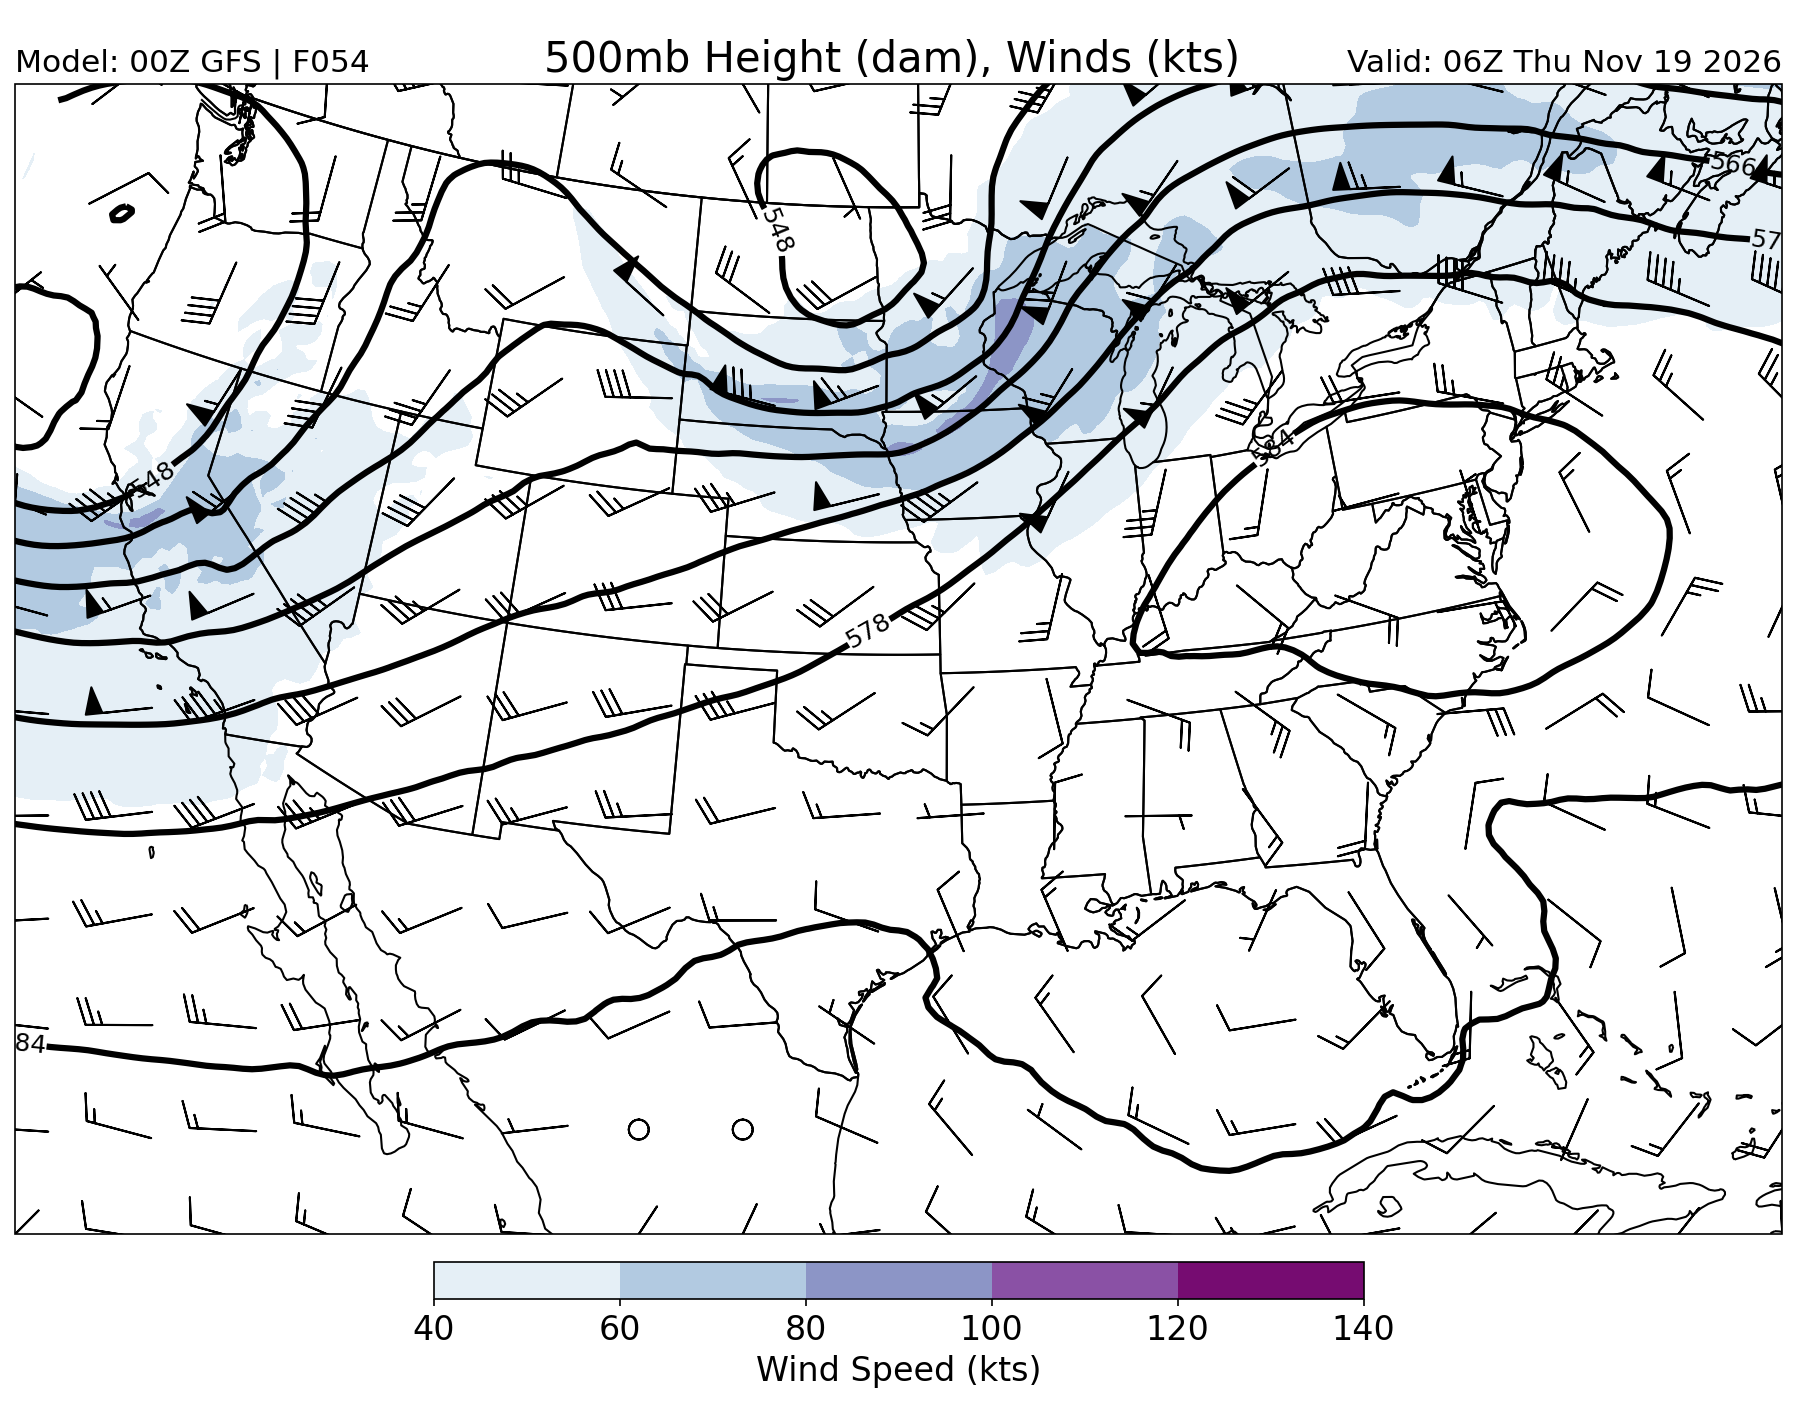 Model: 00Z GFS | F054
500mb Height (dam), Winds (kts)
Valid: 06Z Thu Nov 19 2026
566
548
57
584
548
578
84
40 60 80 100 120 140
Wind Speed (kts)